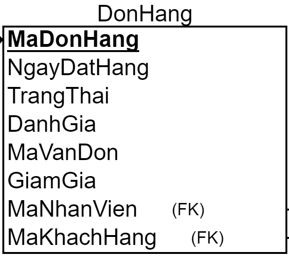 DonHang
MaDonHang
NgayDatHang
TrangThai
DanhGia
MaVanDon
GiamGia
MaNhanVien (FK)
MaKhachHang (FK)